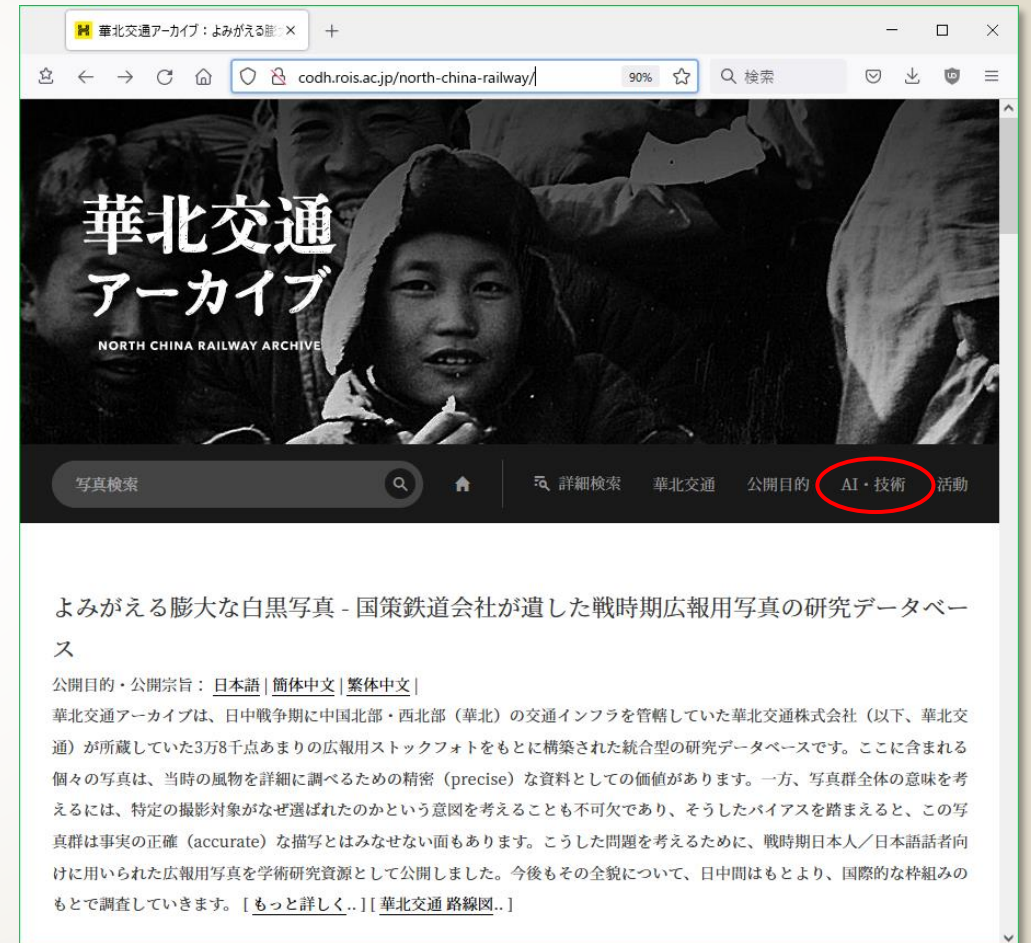 華北交通アーカイブ：よみがえる膨
codh.rois.ac.jp/north-china-railway/
90%
検索
華北交通
アーカイブ
NORTH CHINA RAILWAY ARCHIVE
写真検索
詳細検索
華北交通
公開目的
AI・技術
活動
よみがえる膨大な白黒写真 - 国策鉄道会社が遺した戦時期広報用写真の研究データベー
ス
公開目的・公開宗旨： 日本語 | 簡体中文 | 繁体中文 |
華北交通アーカイブは、日中戦争期に中国北部・西北部（華北）の交通インフラを管轄していた華北交通株式会社（以下、華北交
通）が所蔵していた3万8千点あまりの広報用ストックフォトをもとに構築された統合型の研究データベースです。ここに含まれる
個々の写真は、当時の風物を詳細に調べるための精密（precise）な資料としての価値があります。一方、写真群全体の意味を考
えるには、特定の撮影対象がなぜ選ばれたのかという意図を考えることも不可欠であり、そうしたバイアスを踏まえると、この写
真群は事実の正確（accurate）な描写とはみなせない面もあります。こうした問題を考えるために、戦時期日本人／日本語話者向
けに用いられた広報用写真を学術研究資源として公開しました。今後もその全貌について、日中間はもとより、国際的な枠組みの
もとで調査していきます。 [ もっと詳しく.. ] [ 華北交通 路線図.. ]